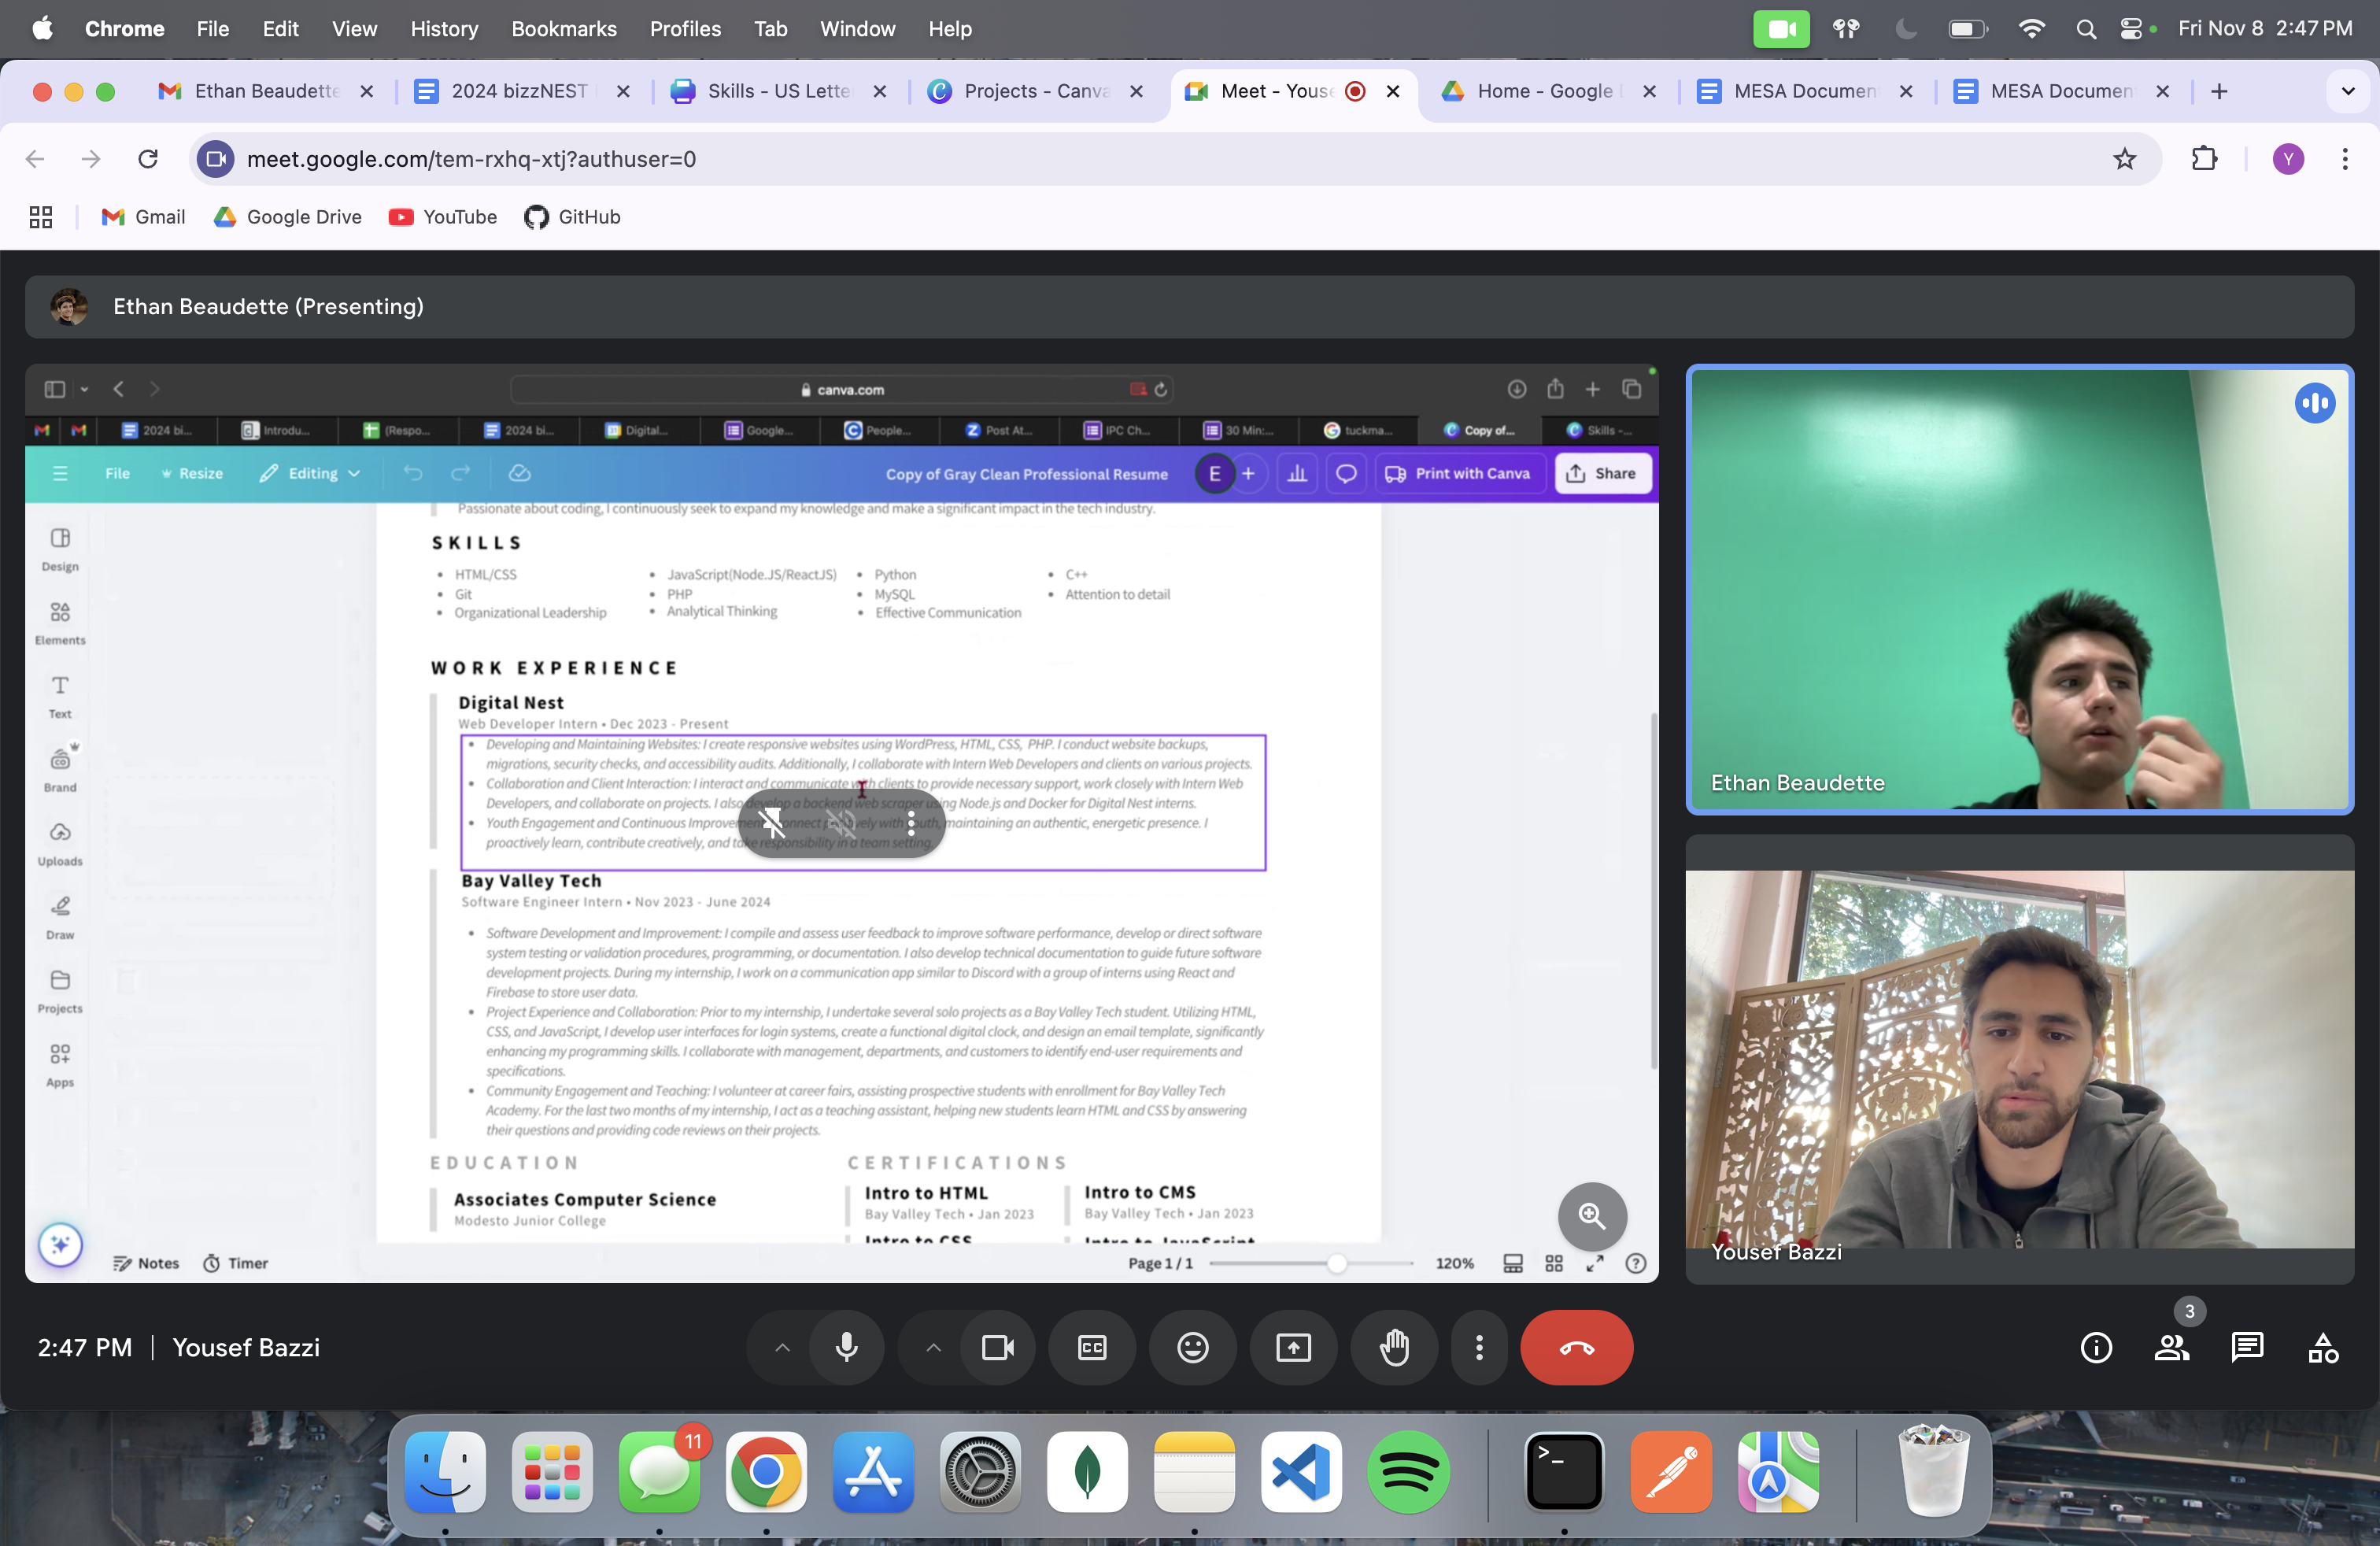 Chrome File Edit View History Bookmarks Profiles Tab Window Help
Fri Nov 8 2:47 PM
Ethan Beaudette
2024 bizzNEST
Skills - US Lette
Projects - Canva
Meet - Youse
Home - Google
MESA Documen
MESA Documen
meet.google.com/tem-rxhq-xtj?authuser=0
Y
Gmail
Google Drive
YouTube
GitHub
Ethan Beaudette (Presenting)
canva.com
2024 bi...
Introdu...
(Respo...
2024 bi...
Digital...
Google...
People...
Post At...
IPC Ch...
30 Min:...
tuckma...
Copy of...
Skills -...
File
Resize
Editing
Copy of Gray Clean Professional Resume
E
Print with Canva
Share
Design
Elements
Text
Brand
Uploads
Draw
Projects
Apps
Passionate about coding, I continuously seek to expand my knowledge and make a significant impact in the tech industry.
SKILLS
• HTML/CSS
• Git
• Organizational Leadership
• JavaScript(Node.JS/ReactJS)
• PHP
• Analytical Thinking
• Python
• MySQL
• Effective Communication
• C++
• Attention to detail
WORK EXPERIENCE
Digital Nest
Web Developer Intern • Dec 2023 - Present
• Developing and Maintaining Websites: I create responsive websites using WordPress, HTML, CSS, PHP. I conduct website backups,
migrations, security checks, and accessibility audits. Additionally, I collaborate with Intern Web Developers and clients on various projects.
• Collaboration and Client Interaction: I interact and communicate with clients to provide necessary support, work closely with Intern Web
Developers, and collaborate on projects. I also develop a backend web scraper using Node.js and Docker for Digital Nest interns.
• Youth Engagement and Continuous Improvement: connect positively with youth, maintaining an authentic, energetic presence. I
proactively learn, contribute creatively, and take responsibility in a team setting.
Bay Valley Tech
Software Engineer Intern • Nov 2023 - June 2024
• Software Development and Improvement: I compile and assess user feedback to improve software performance, develop or direct software
system testing or validation procedures, programming, or documentation. I also develop technical documentation to guide future software
development projects. During my internship, I work on a communication app similar to Discord with a group of interns using React and
Firebase to store user data.
• Project Experience and Collaboration: Prior to my internship, I undertake several solo projects as a Bay Valley Tech student. Utilizing HTML,
CSS, and JavaScript, I develop user interfaces for login systems, create a functional digital clock, and design an email template, significantly
enhancing my programming skills. I collaborate with management, departments, and customers to identify end-user requirements and
specifications.
• Community Engagement and Teaching: I volunteer at career fairs, assisting prospective students with enrollment for Bay Valley Tech
Academy. For the last two months of my internship, I act as a teaching assistant, helping new students learn HTML and CSS by answering
their questions and providing code reviews on their projects.
EDUCATION
Associates Computer Science
Modesto Junior College
CERTIFICATIONS
Intro to HTML
Bay Valley Tech • Jan 2023
Intro to CMS
Bay Valley Tech • Jan 2023
Intro to CSS
Intro to JavaScript
Notes
Timer
Page 1 / 1
120%
Ethan Beaudette
Yousef Bazzi
2:47 PM | Yousef Bazzi
CC
3
11